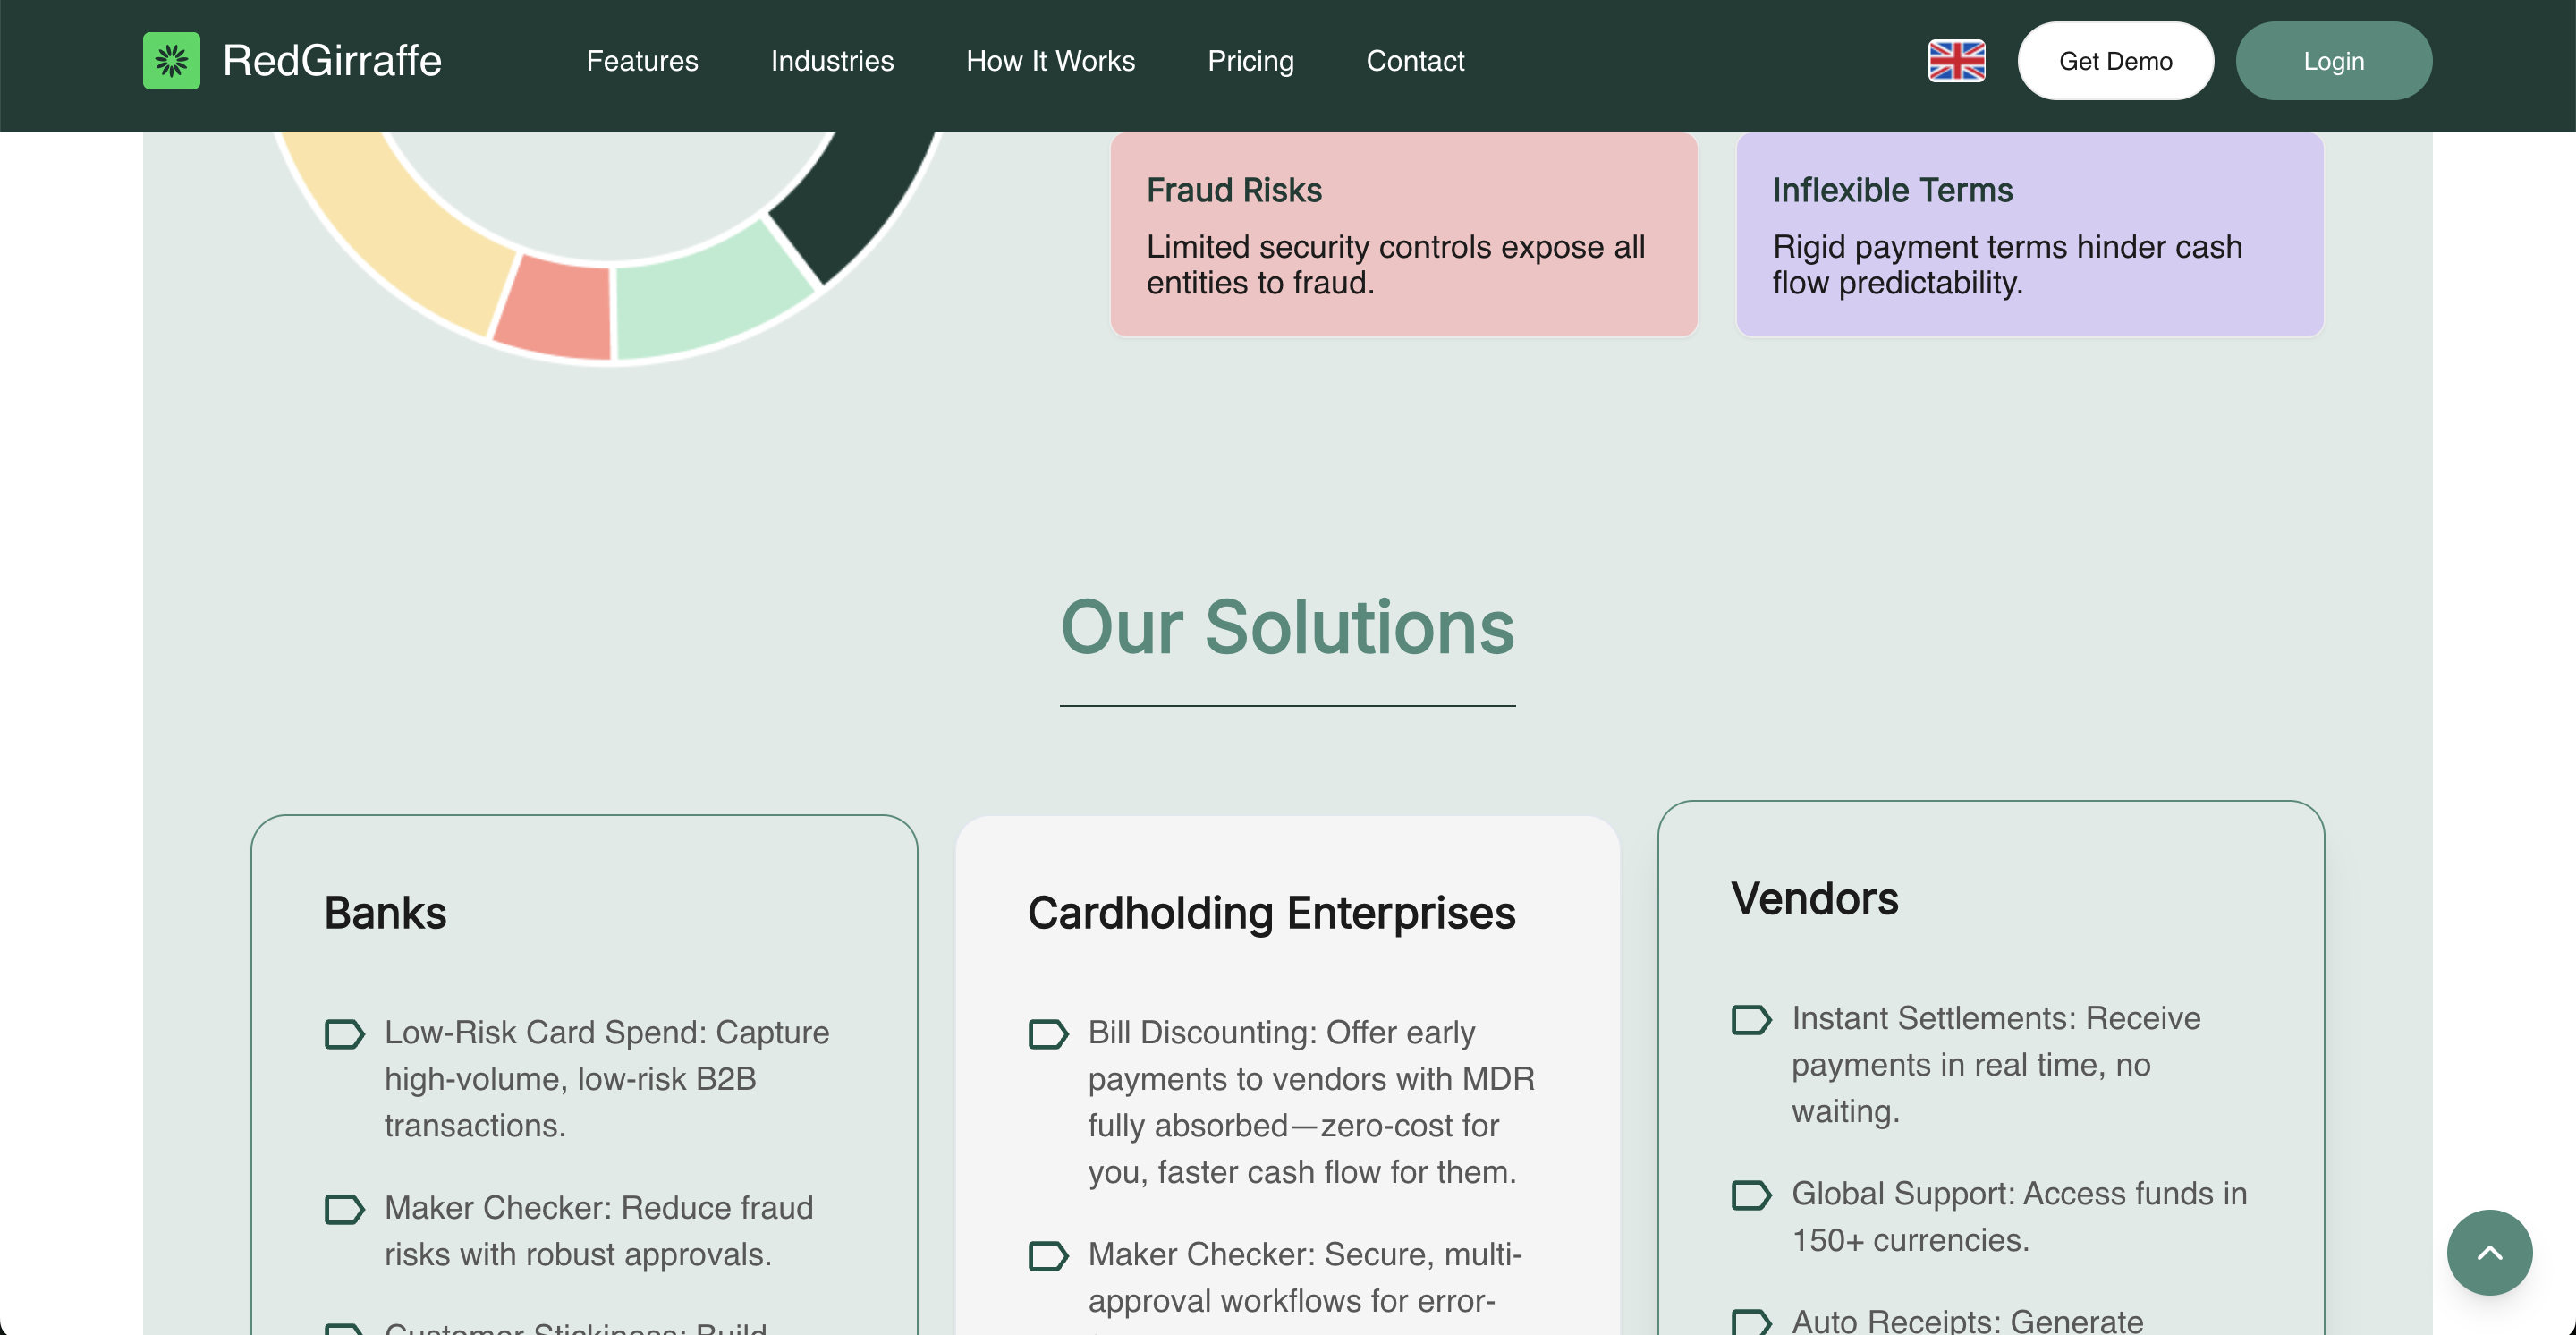 RedGirraffe
Features
Industries
How It Works
Pricing
Contact
Get Demo
Login
Fraud Risks
Limited security controls expose all
entities to fraud.
Inflexible Terms
Rigid payment terms hinder cash
flow predictability.
Our Solutions
Banks
Low-Risk Card Spend: Capture
high-volume, low-risk B2B
transactions.
Maker Checker: Reduce fraud
risks with robust approvals.
Customer Stickiness: Build
Cardholding Enterprises
Bill Discounting: Offer early
payments to vendors with MDR
fully absorbed—zero-cost for
you, faster cash flow for them.
Maker Checker: Secure, multi-
approval workflows for error-
Vendors
Instant Settlements: Receive
payments in real time, no
waiting.
Global Support: Access funds in
150+ currencies.
Auto Receipts: Generate